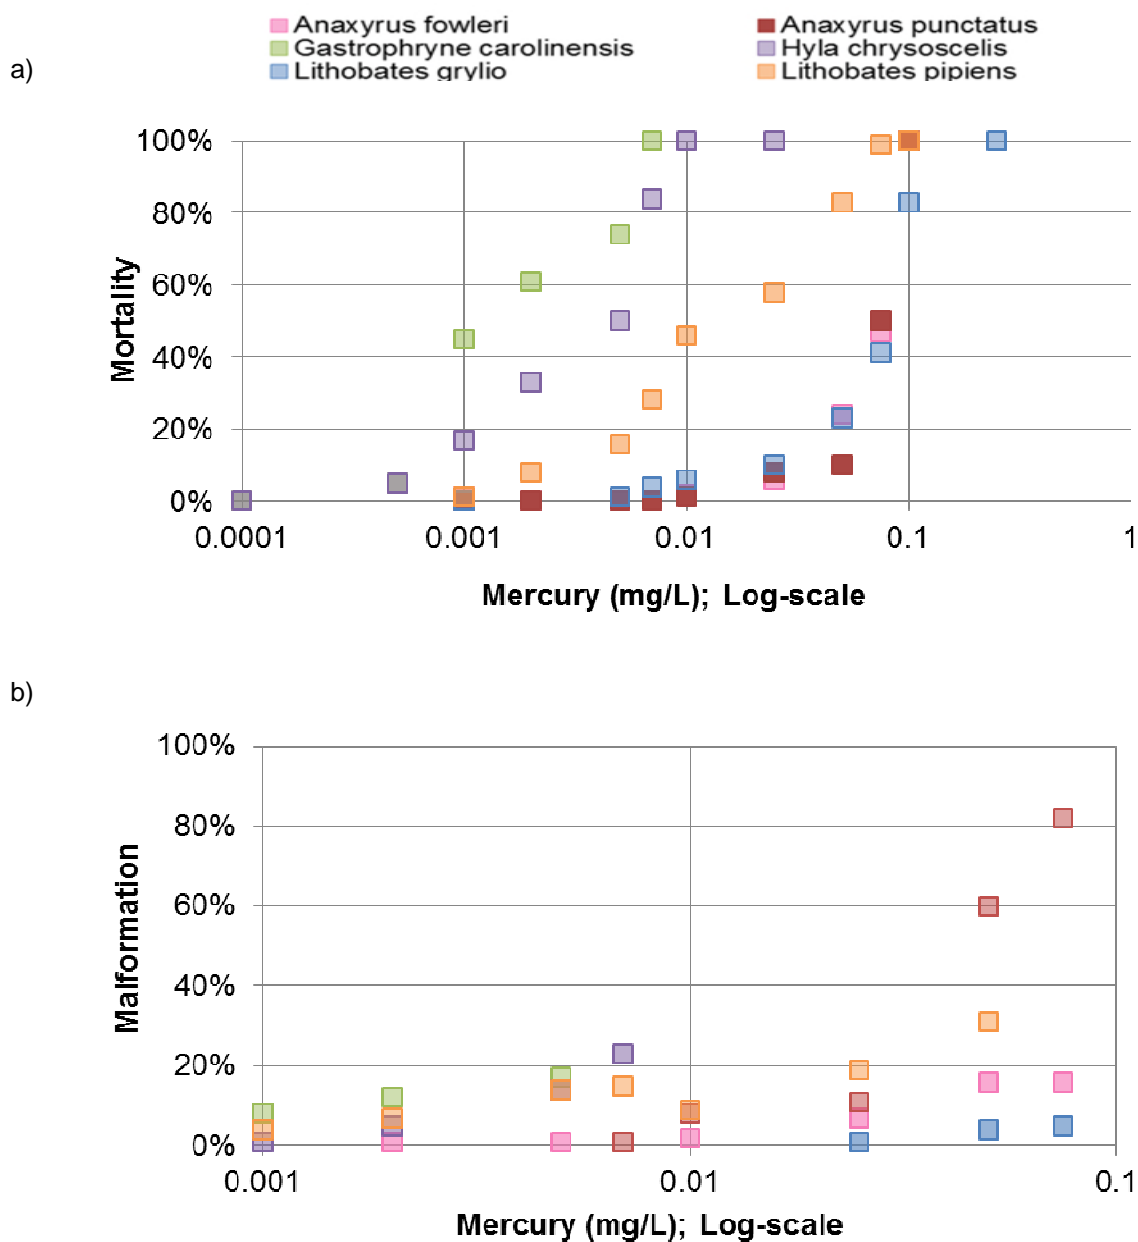 Anaxyrus fowleri Anaxyrus punctatus
Gastrophryne carolinensis Hyla chrysoscelis
Lithobates grylio Lithobates pipiens
a)
100%
80%
60%
40%
20%
0%
Mortality
0.0001 0.001 0.01 0.1 1
Mercury (mg/L); Log-scale
b)
100%
80%
60%
40%
20%
0%
Malformation
0.001 0.01 0.1
Mercury (mg/L); Log-scale